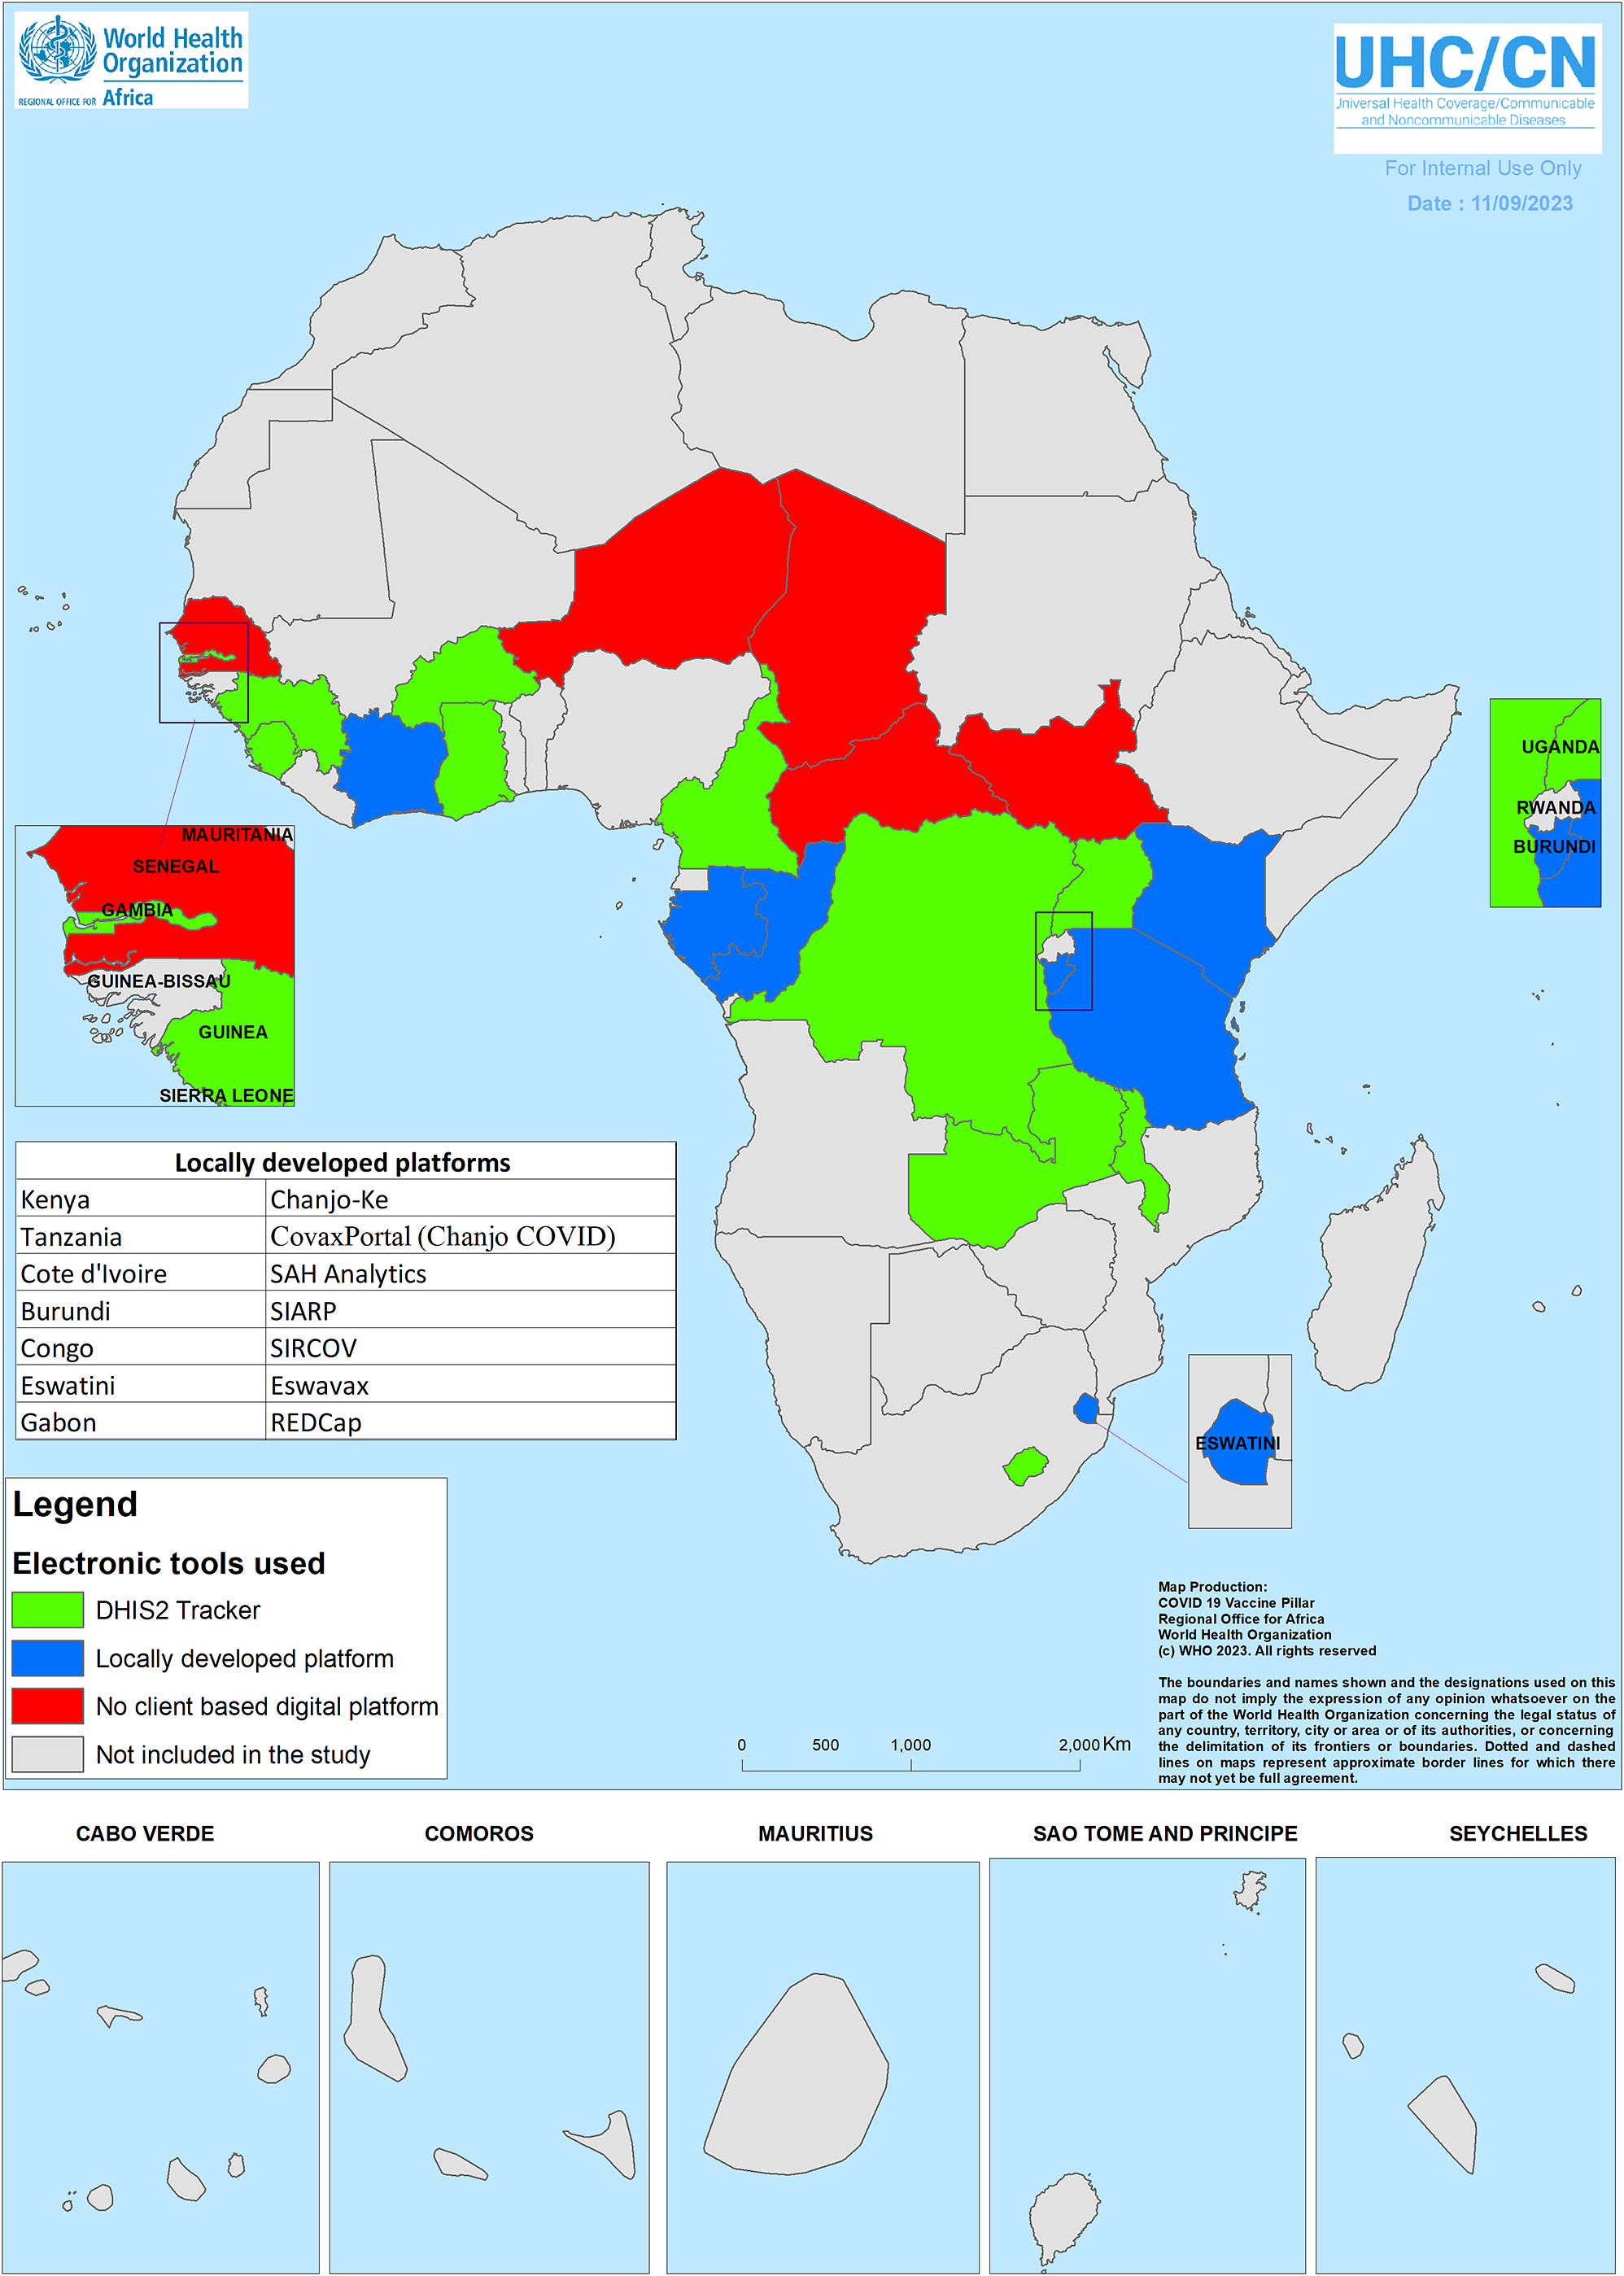 World Health
Organization
REGIONAL OFFICE FOR Africa
UHC/CN
Universal Health Coverage/Communicable
and Noncommunicable Diseases
For Internal Use Only
Date : 11/09/2023
UGANDA
RWANDA
BURUNDI
MAURITANIA
SENEGAL
GAMBIA
GUINEA-BISSAU
GUINEA
SIERRA LEONE
Locally developed platforms
Kenya Chanjo-Ke
Tanzania CovaxPortal (Chanjo COVID)
Cote d'Ivoire SAH Analytics
Burundi SIARP
Congo SIRCOV
Eswatini Eswavax
Gabon REDCap
ESWATINI
Legend
Electronic tools used
DHIS2 Tracker
Locally developed platform
No client based digital platform
Not included in the study
0 500 1,000 2,000 Km
Map Production:
COVID 19 Vaccine Pillar
Regional Office for Africa
World Health Organization
(c) WHO 2023. All rights reserved
The boundaries and names shown and the designations used on this
map do not imply the expression of any opinion whatsoever on the
part of the World Health Organization concerning the legal status of
any country, territory, city or area or of its authorities, or concerning
the delimitation of its frontiers or boundaries. Dotted and dashed
lines on maps represent approximate border lines for which there
may not yet be full agreement.
CABO VERDE
COMOROS
MAURITIUS
SAO TOME AND PRINCIPE
SEYCHELLES